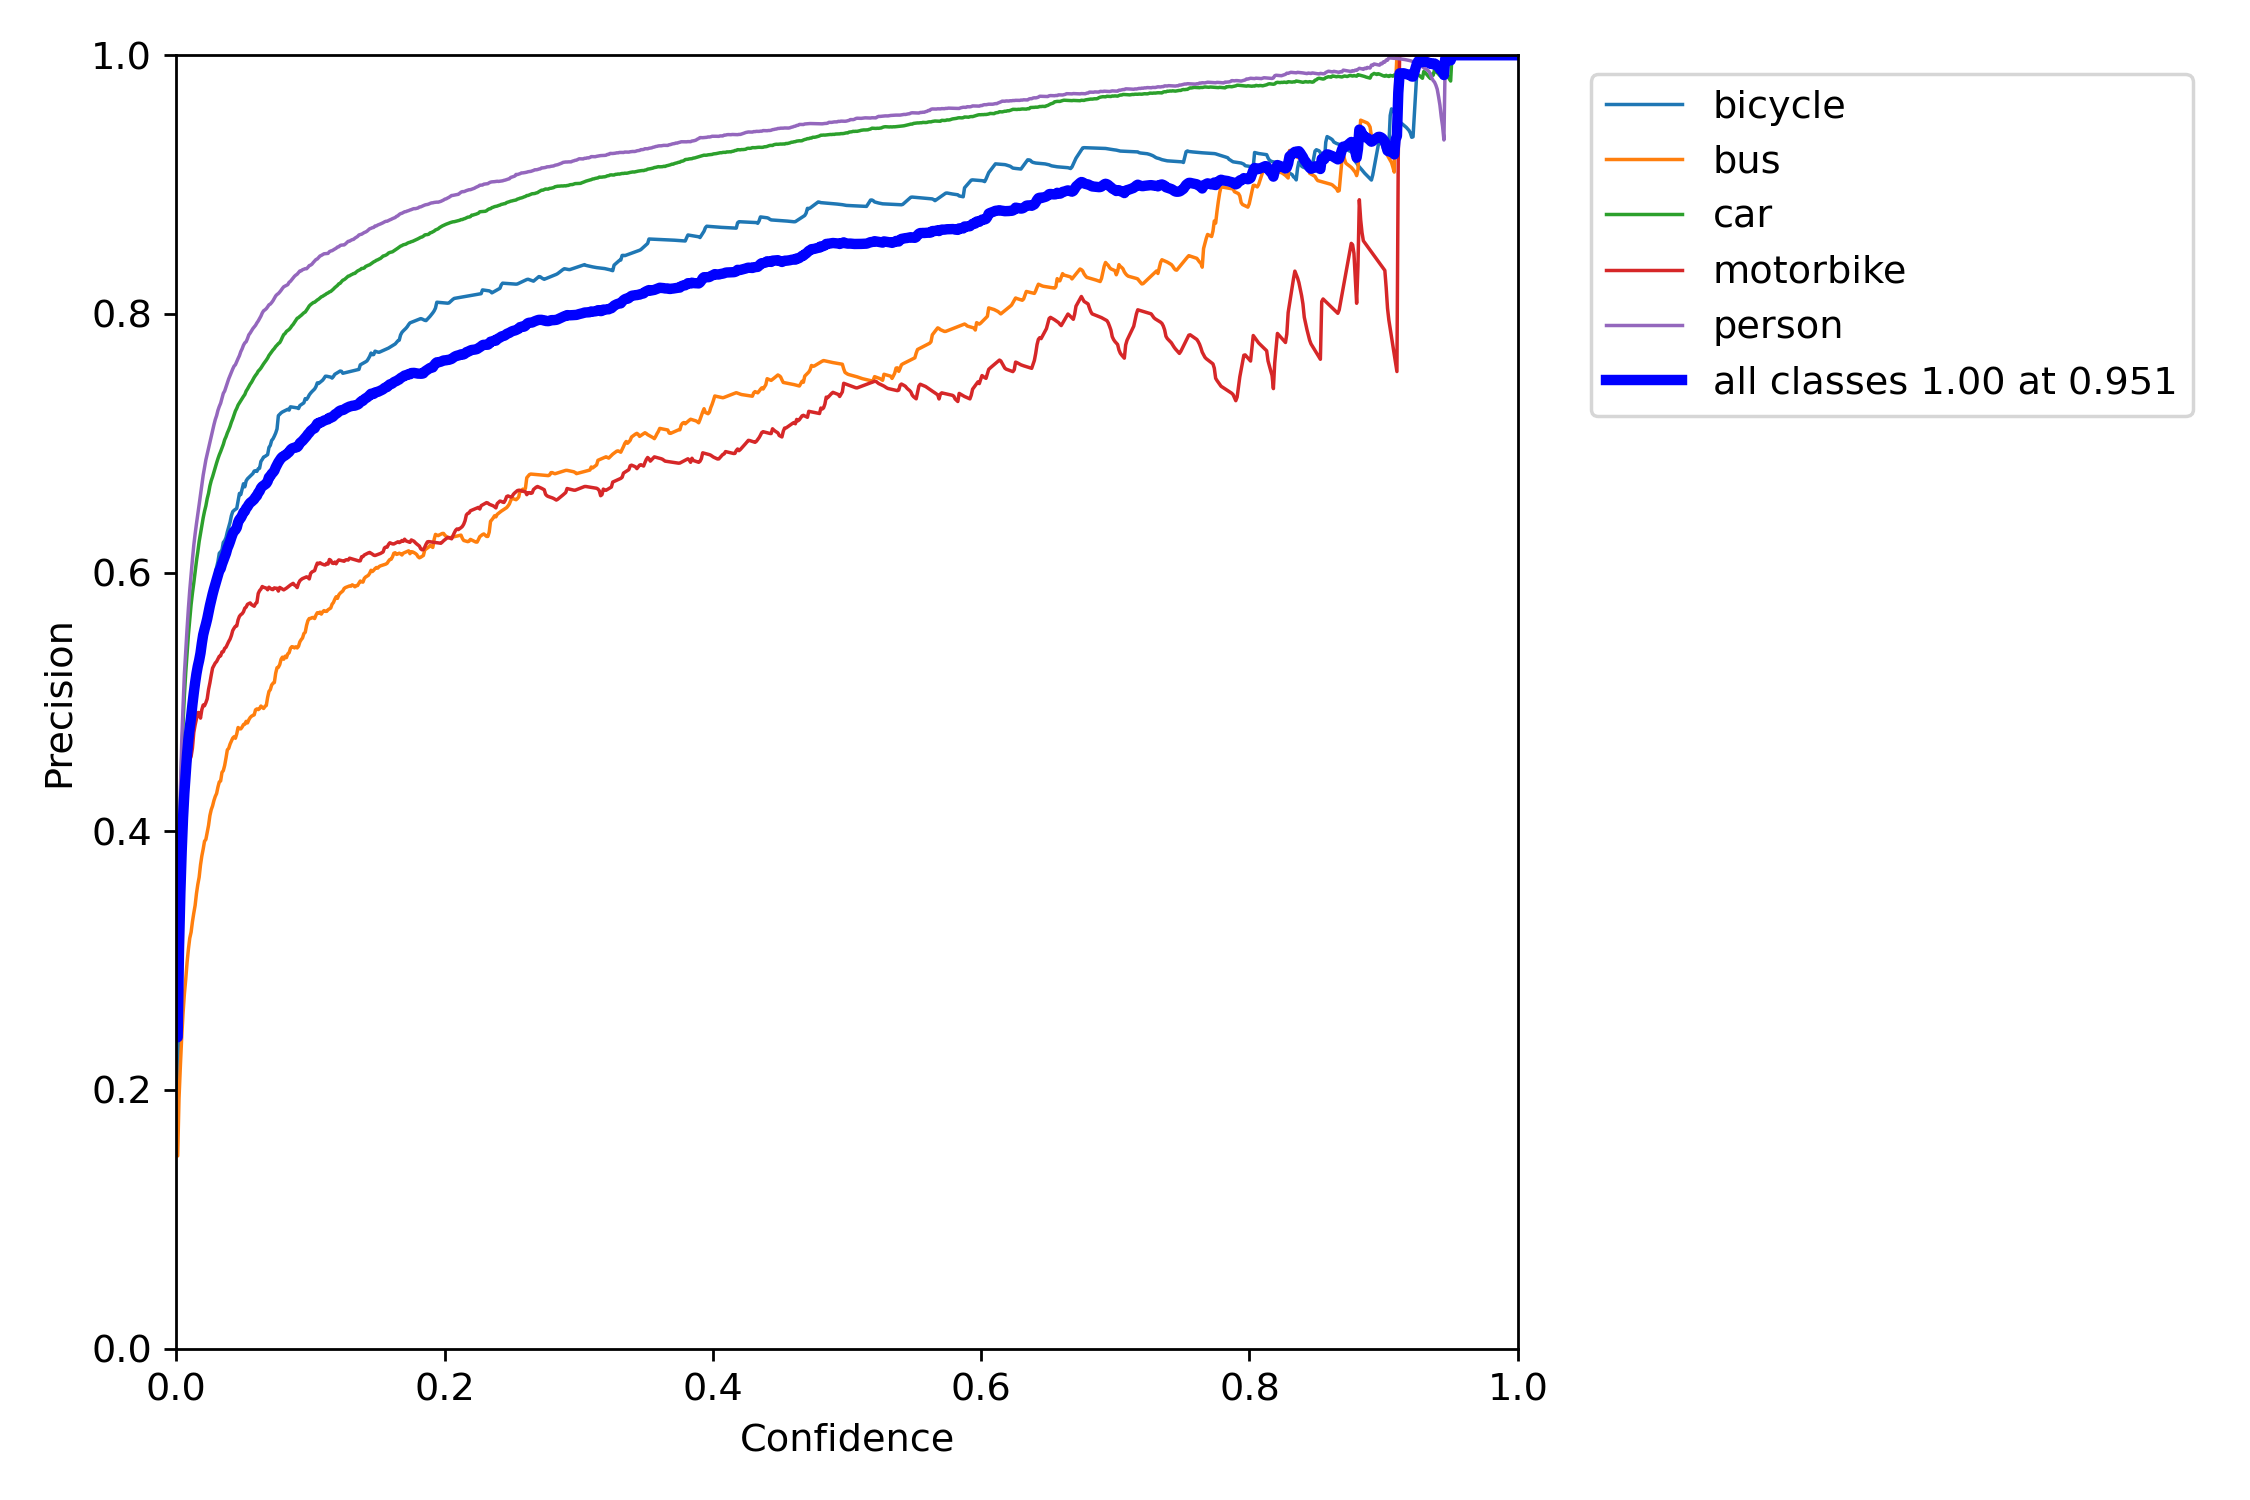 1.0
0.8
0.6
0.4
0.2
0.0
Precision
0.0 0.2 0.4 0.6 0.8 1.0
Confidence
bicycle
bus
car
motorbike
person
all classes 1.00 at 0.951